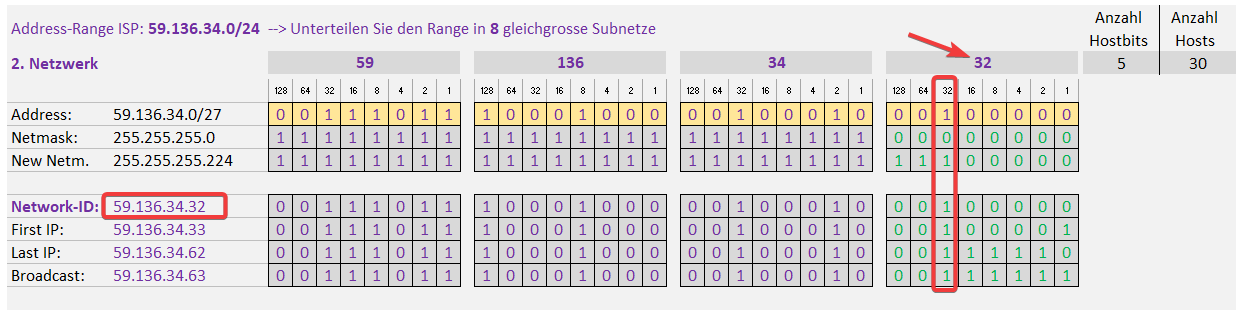 Address-Range ISP: 59.136.34.0/24 --> Unterteilen Sie den Range in 8 gleichgrosse Subnetze
Anzahl Hostbits Anzahl Hosts
2. Netzwerk 59 136 34 32 5 30
128 64 32 16 8 4 2 1 128 64 32 16 8 4 2 1 128 64 32 16 8 4 2 1 128 64 32 16 8 4 2 1
Address: 59.136.34.0/27 0 0 1 1 1 0 1 1 1 0 0 0 1 0 0 0 0 0 1 0 0 0 1 0 0 0 1 0 0 0 0 0
Netmask: 255.255.255.0 1 1 1 1 1 1 1 1 1 1 1 1 1 1 1 1 1 1 1 1 1 1 1 1 0 0 0 0 0 0 0 0
New Netm. 255.255.255.224 1 1 1 1 1 1 1 1 1 1 1 1 1 1 1 1 1 1 1 1 1 1 1 1 1 1 1 0 0 0 0 0
Network-ID: 59.136.34.32 0 0 1 1 1 0 1 1 1 0 0 0 1 0 0 0 0 0 1 0 0 0 1 0 0 0 1 0 0 0 0 0
First IP: 59.136.34.33 0 0 1 1 1 0 1 1 1 0 0 0 1 0 0 0 0 0 1 0 0 0 1 0 0 0 1 0 0 0 0 1
Last IP: 59.136.34.62 0 0 1 1 1 0 1 1 1 0 0 0 1 0 0 0 0 0 1 0 0 0 1 0 0 0 1 1 1 1 1 0
Broadcast: 59.136.34.63 0 0 1 1 1 0 1 1 1 0 0 0 1 0 0 0 0 0 1 0 0 0 1 0 0 0 1 1 1 1 1 1